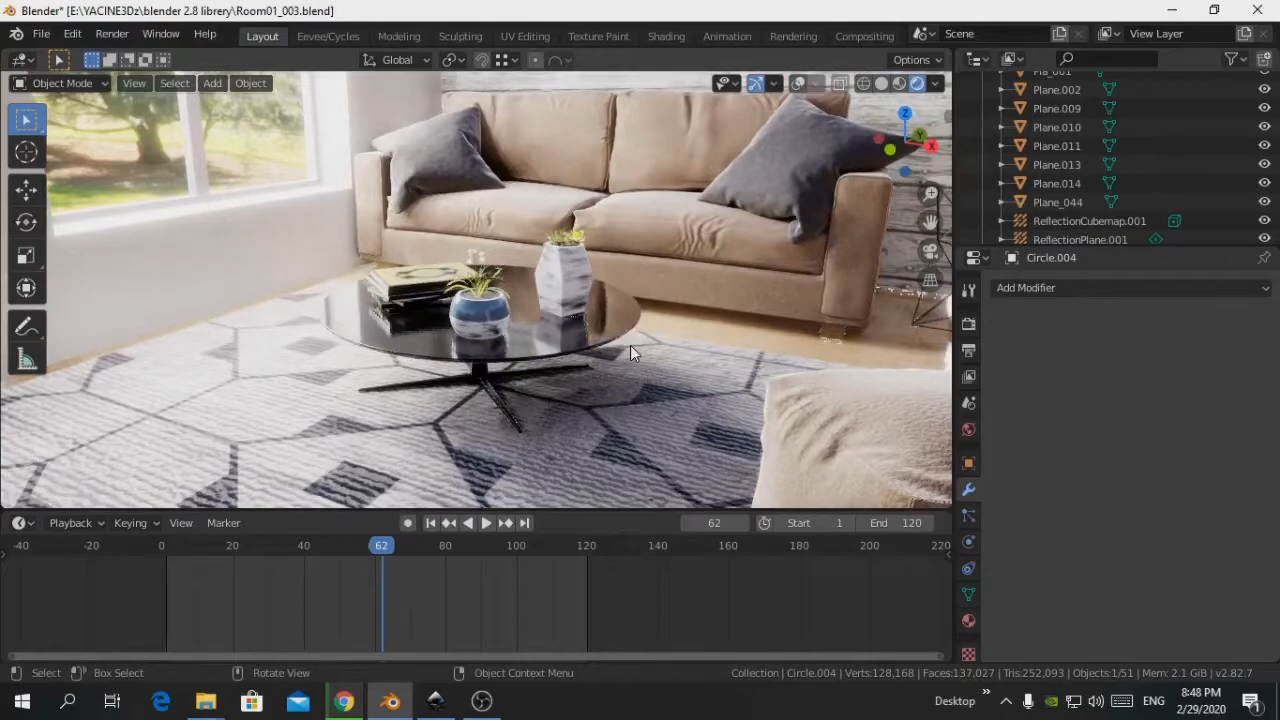 Blender* [E:\YACINE3Dz\blender 2.8 librery\Room01_003.blend]
File Edit Render Window Help Layout Eevee/Cycles Modeling Sculpting UV Editing Texture Paint Shading Animation Rendering Compositing Scene View Layer
Global Options
Object Mode View Select Add Object
Pla_001
Plane.002
Plane.009
Plane.010
Plane.011
Plane.013
Plane.014
Plane_044
ReflectionCubemap.001
ReflectionPlane.001
Z
Y
X
Circle.004
Add Modifier
Playback Keying View Marker 62 Start 1 End 120
-40 -20 0 20 40 62 80 100 120 140 160 180 200 220
Select Box Select Rotate View Object Context Menu Collection | Circle.004 | Verts:128,168 | Faces:137,027 | Tris:252,093 | Objects:1/51 | Mem: 2.1 GiB | v2.82.7
Desktop ENG 8:48 PM
2/29/2020